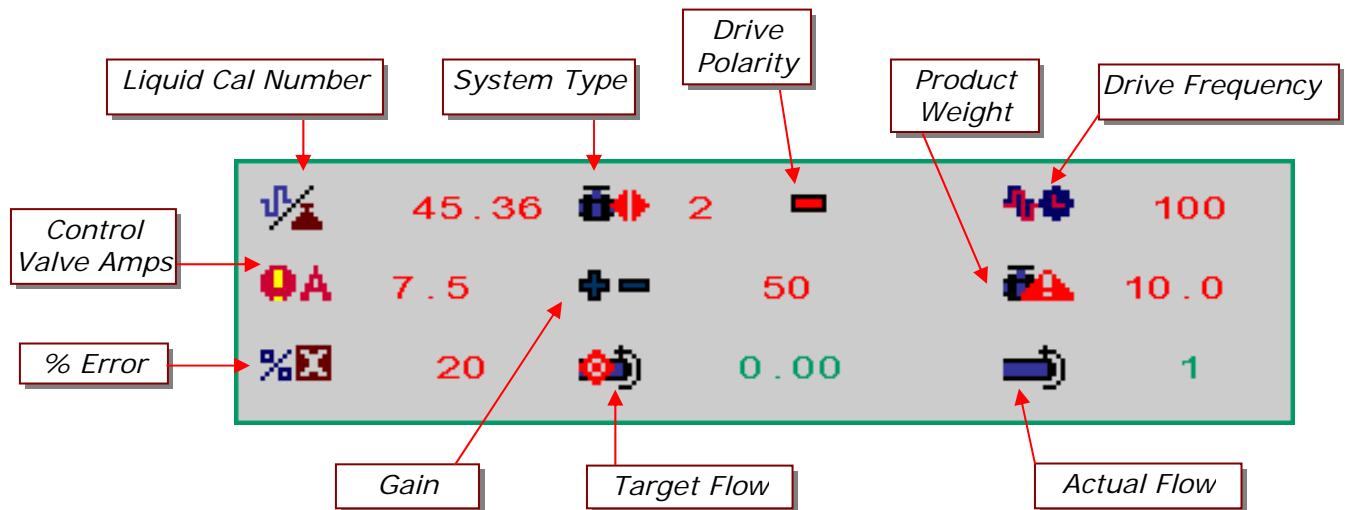 Drive
Polarity
Liquid Cal Number
System Type
Product
Weight
Drive Frequency
45.36
2
100
Control
Valve Amps
A
7.5
50
10.0
% Error
%
20
0.00
1
Gain
Target Flow
Actual Flow